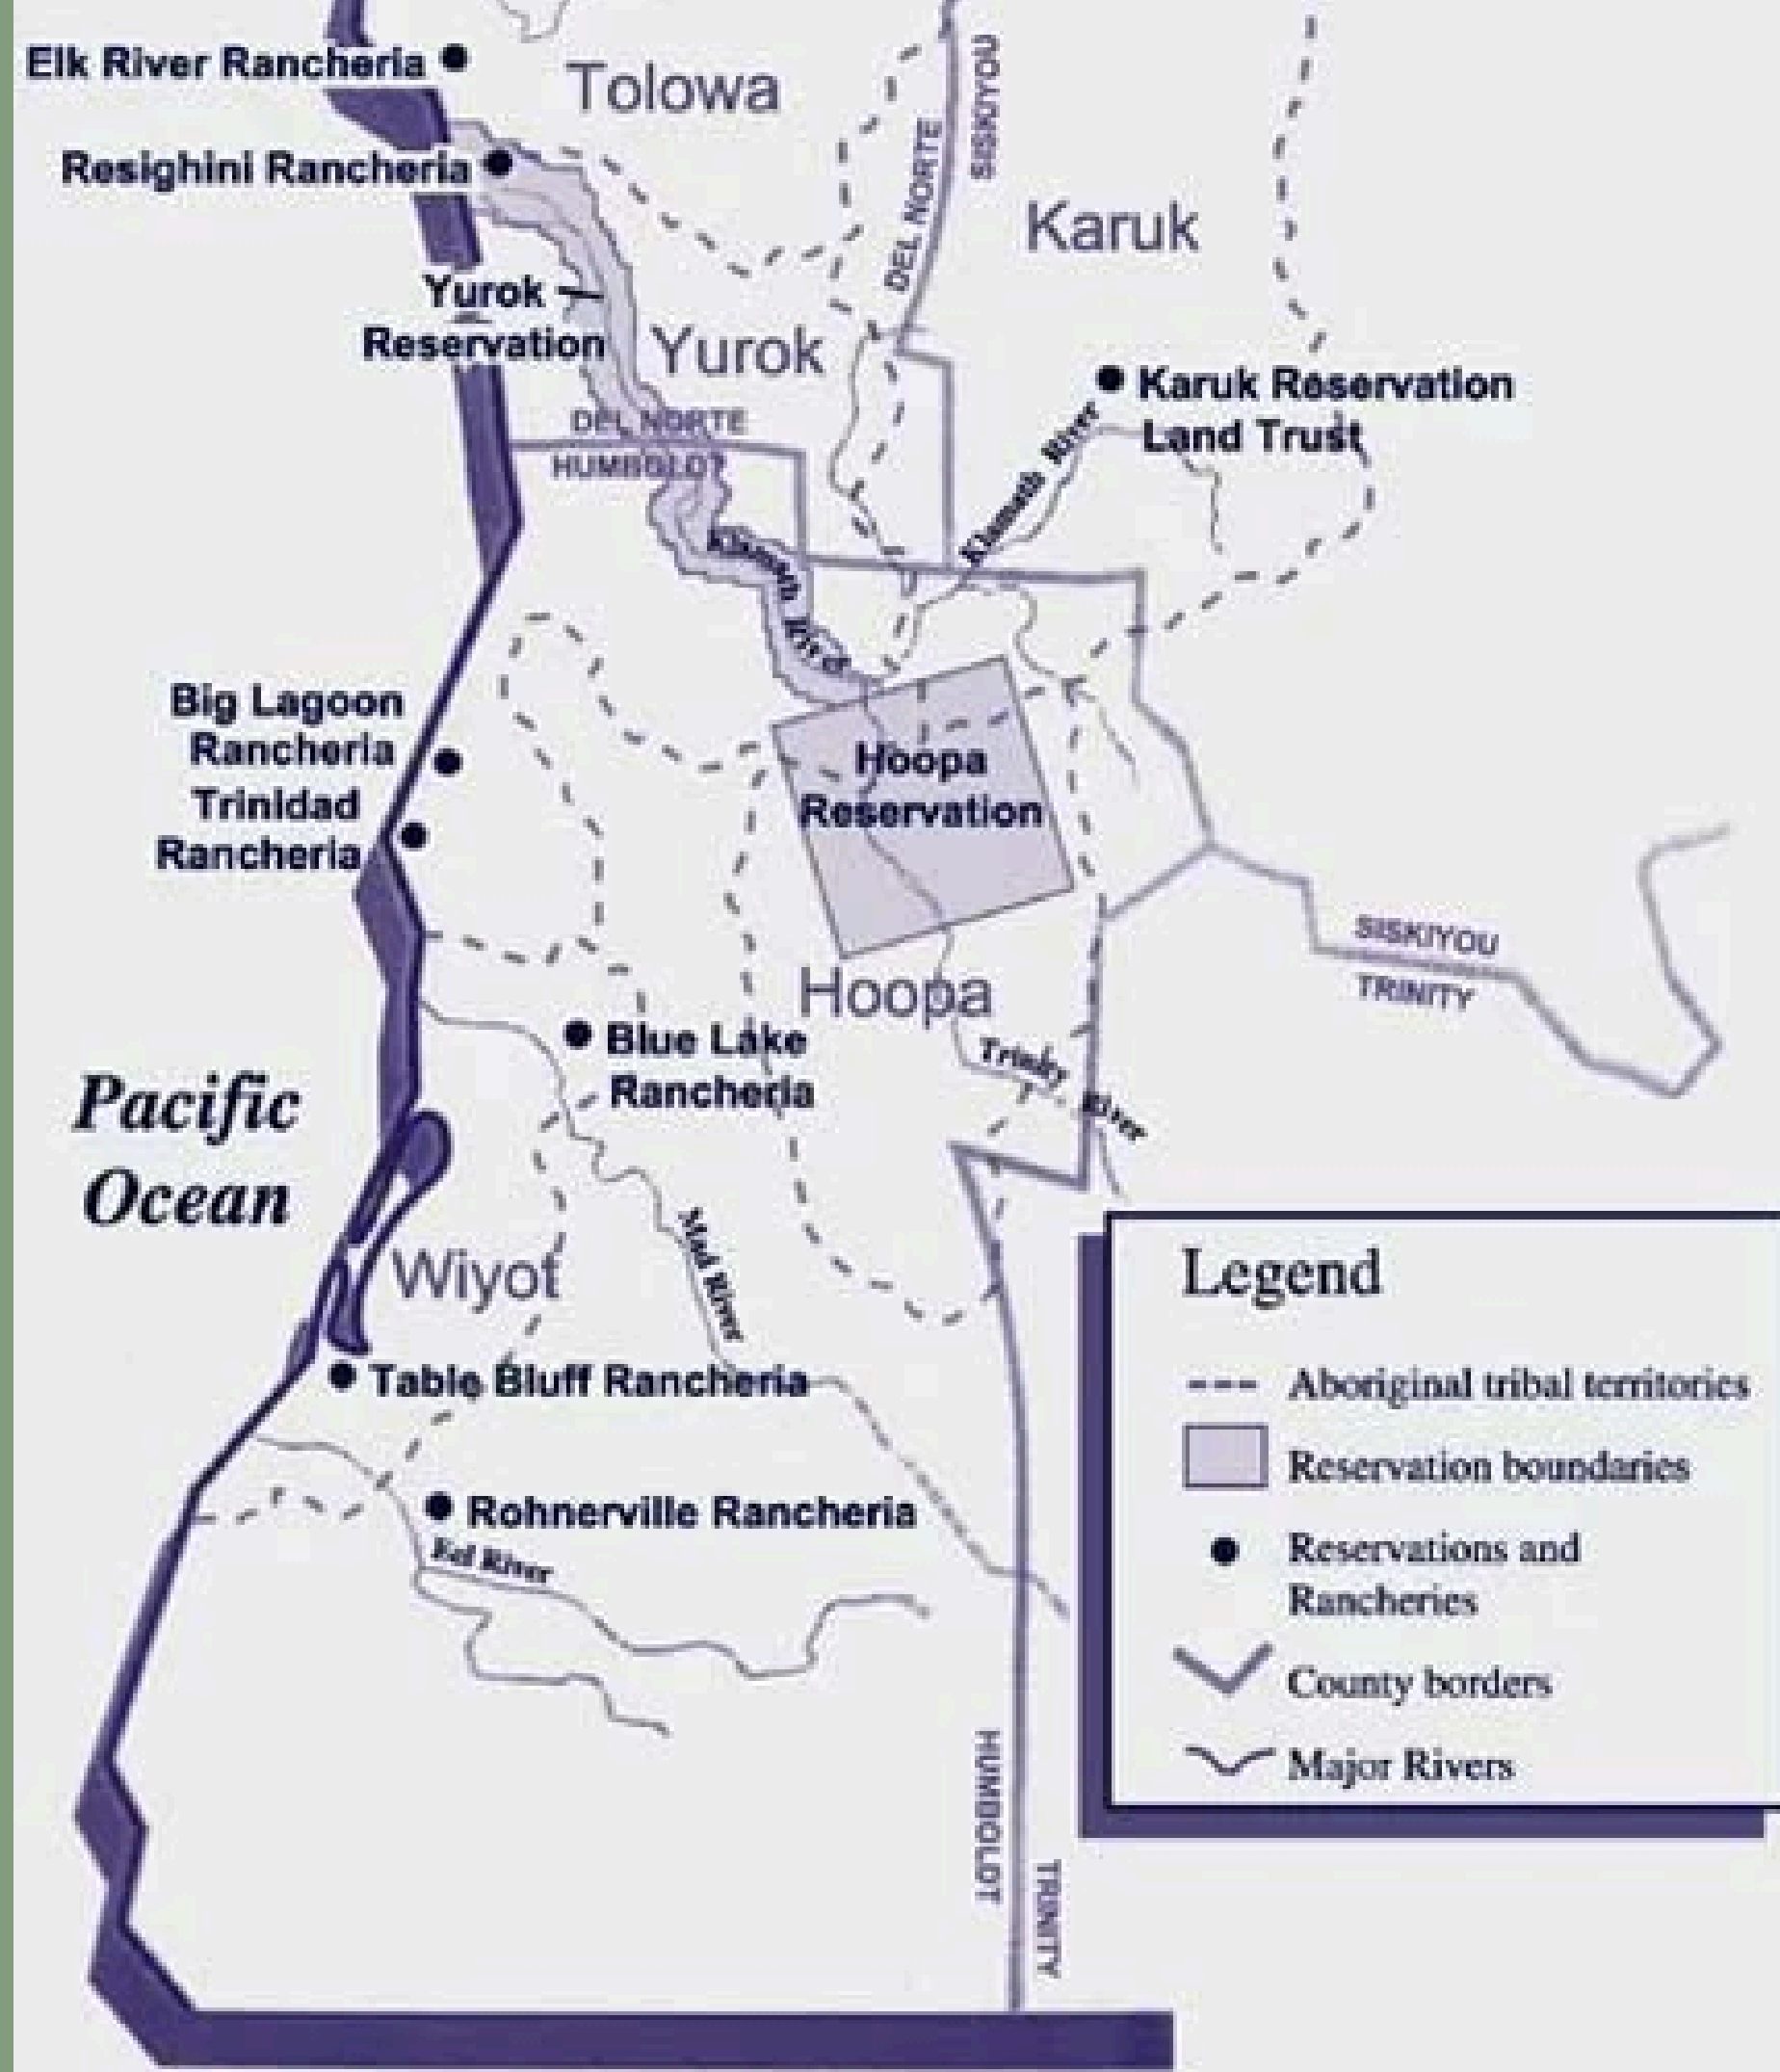 Elk River Rancheria
Tolowa
SISKIYOU
DEL NORTE
Resighini Rancheria
Karuk
Yurok
Reservation
Yurok
Karuk Reservation
Land Trust
DEL NORTE
HUMBOLDT
Klamath River
Klamath River
Big Lagoon
Rancheria
Trinidad
Rancheria
Hoopa
Reservation
SISKIYOU
TRINITY
Hoopa
Blue Lake
Rancheria
Trinity River
Pacific
Ocean
Mad River
Wiyot
Table Bluff Rancheria
Rohnerville Rancheria
Eel River
HUMBOLDT
TRINITY
Legend
Aboriginal tribal territories
Reservation boundaries
Reservations and
Rancheries
County borders
Major Rivers